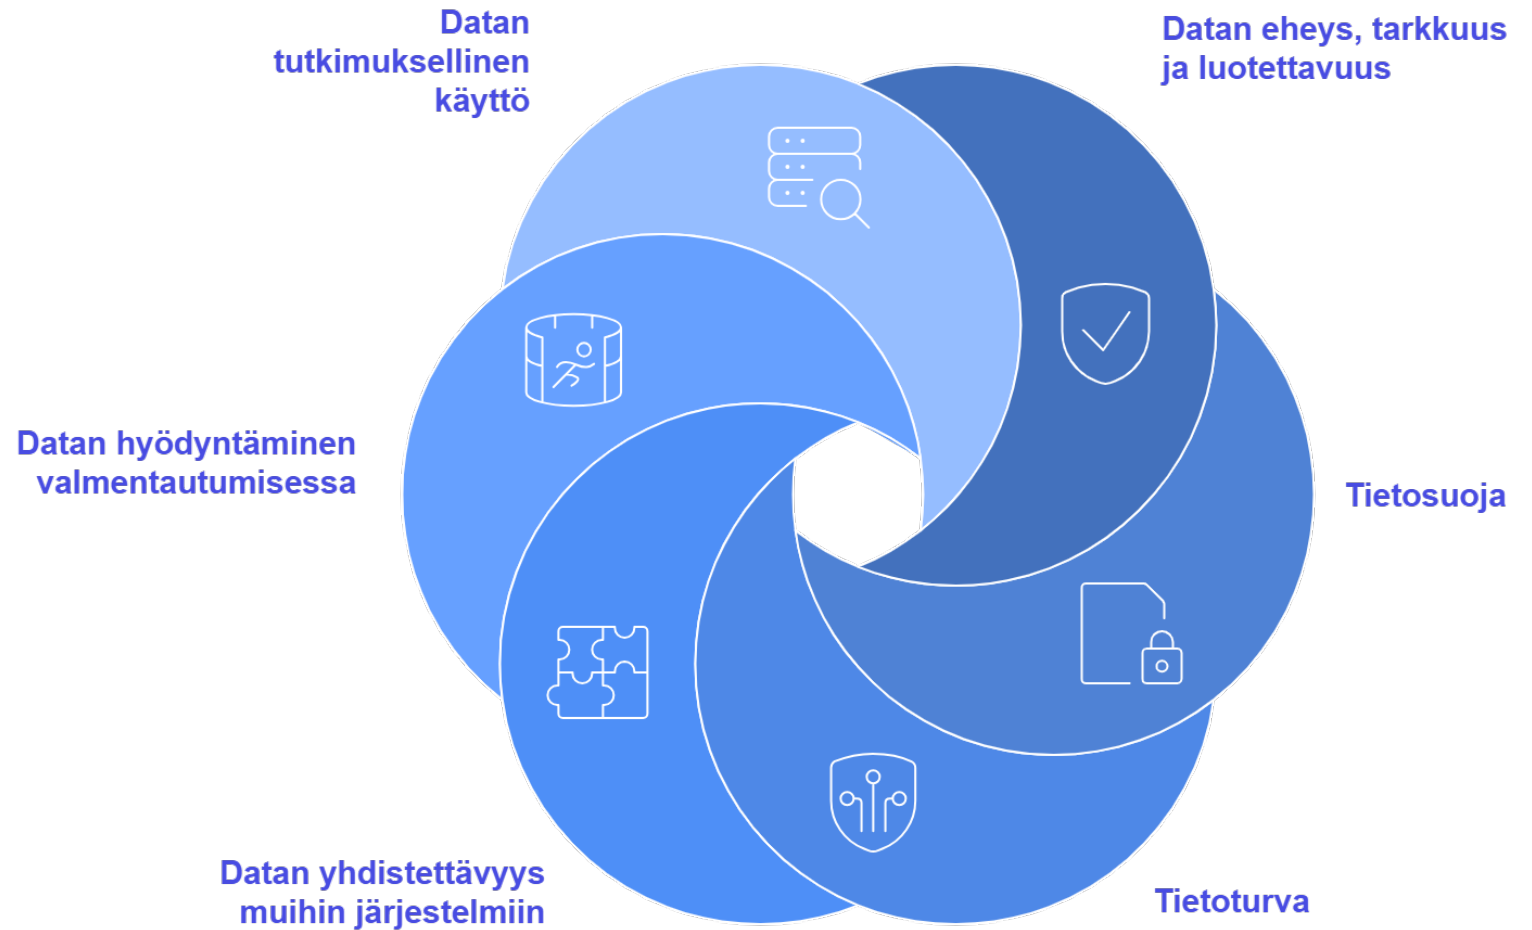 Datan
tutkimuksellinen
käyttö
Datan eheys, tarkkuus
ja luotettavuus
Datan hyödyntäminen
valmentautumisessa
Tietosuoja
Datan yhdistettävyys
muihin järjestelmiin
Tietoturva